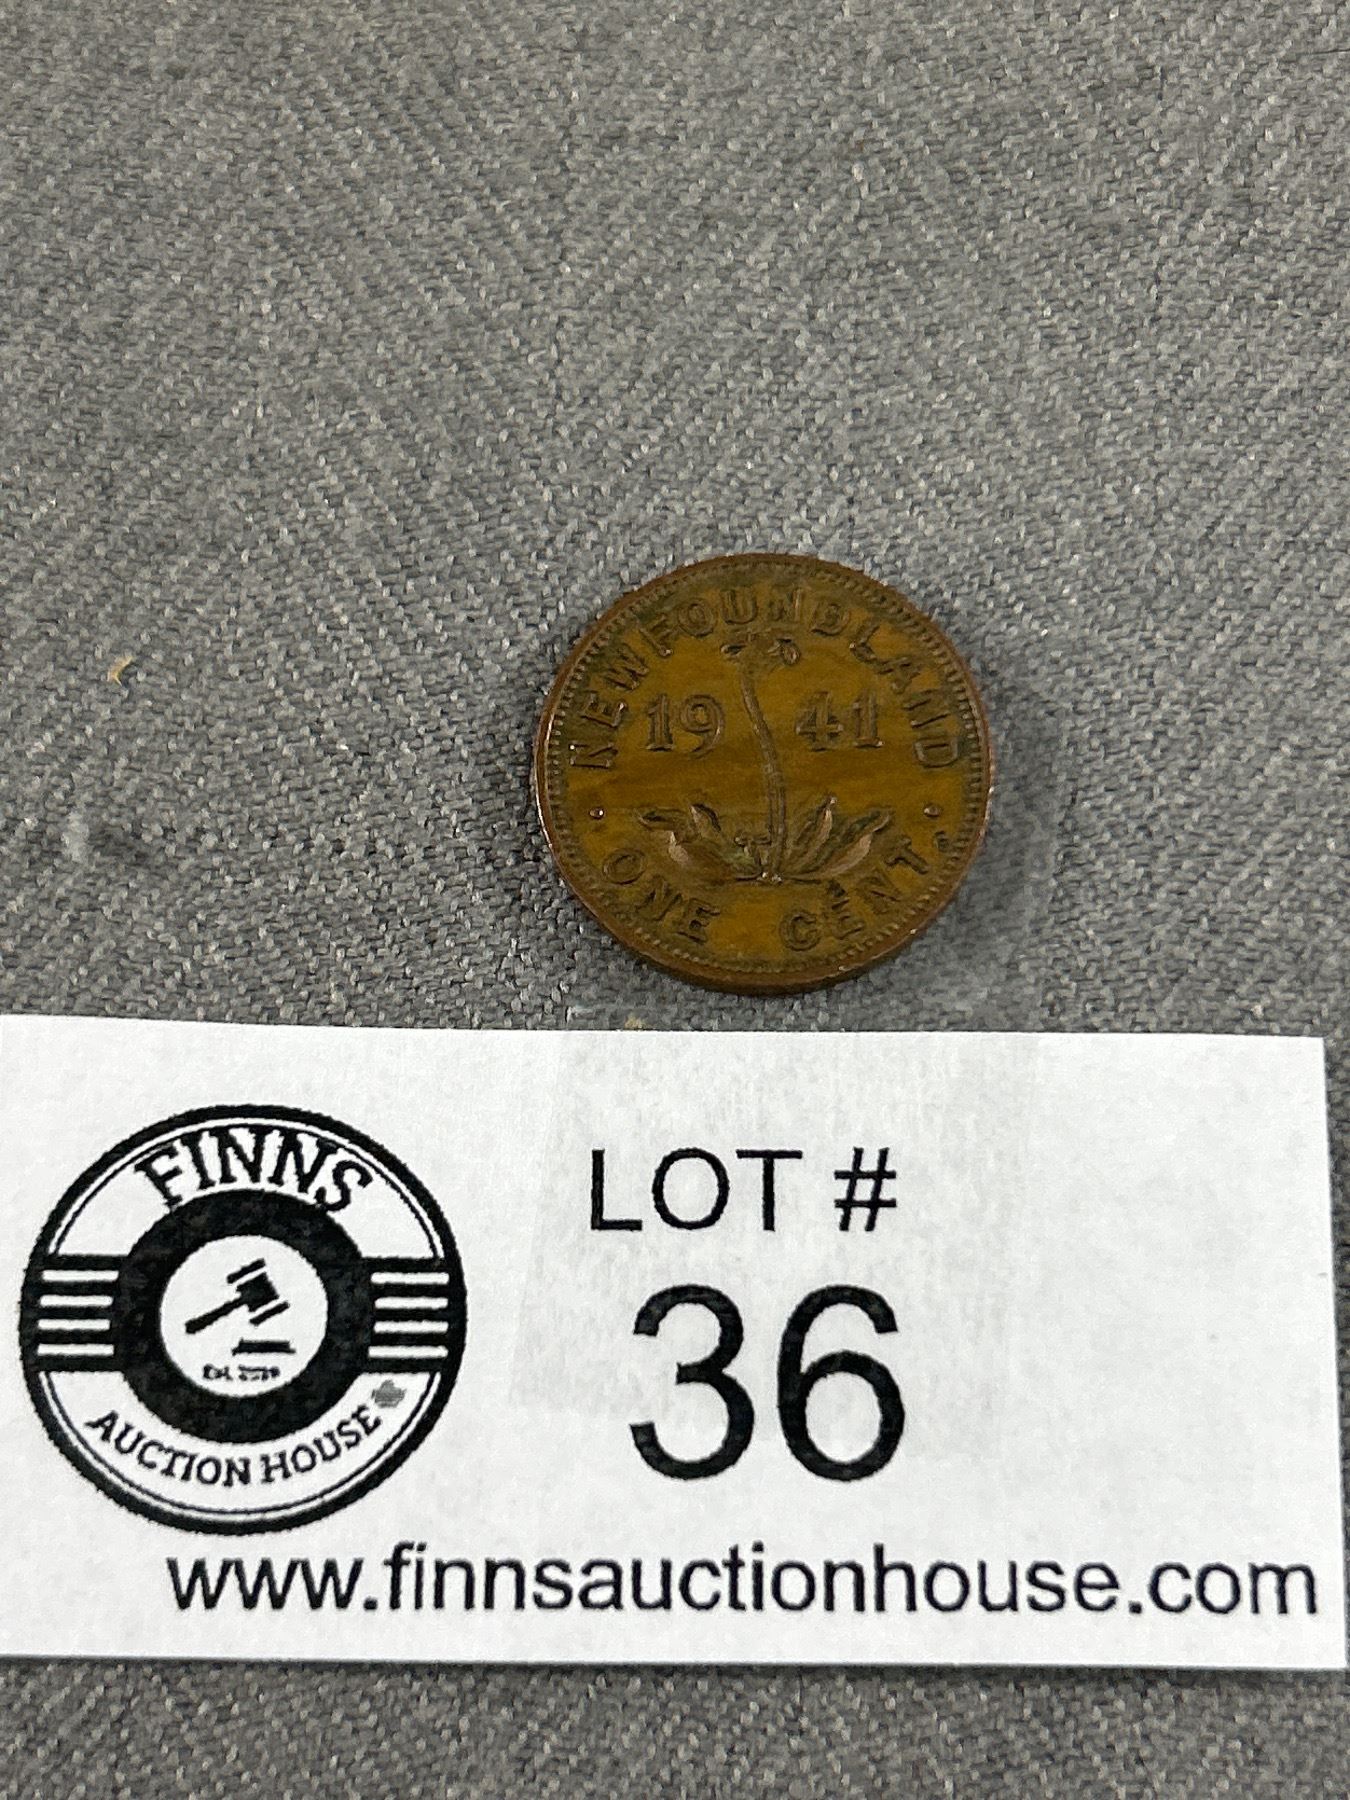 NEWFOUNDLAND
19 41
ONE CENT
FINNS
AUCTION HOUSE
LOT #
36
www.finnsauctionhouse.com